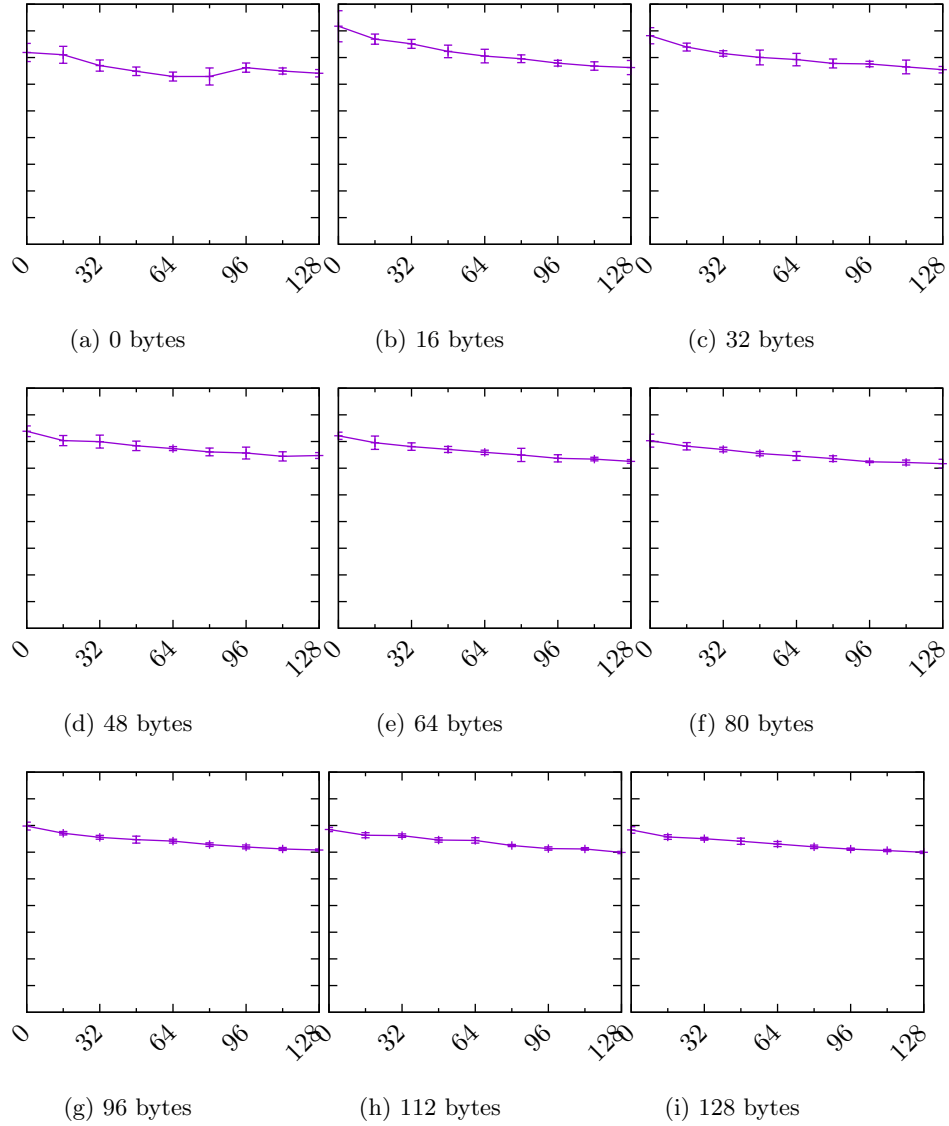 0 32 64 96 128 0 32 64 96 128 0 32 64 96 128
(a) 0 bytes (b) 16 bytes (c) 32 bytes
0 32 64 96 128 0 32 64 96 128 0 32 64 96 128
(d) 48 bytes (e) 64 bytes (f) 80 bytes
0 32 64 96 128 0 32 64 96 128 0 32 64 96 128
(g) 96 bytes (h) 112 bytes (i) 128 bytes